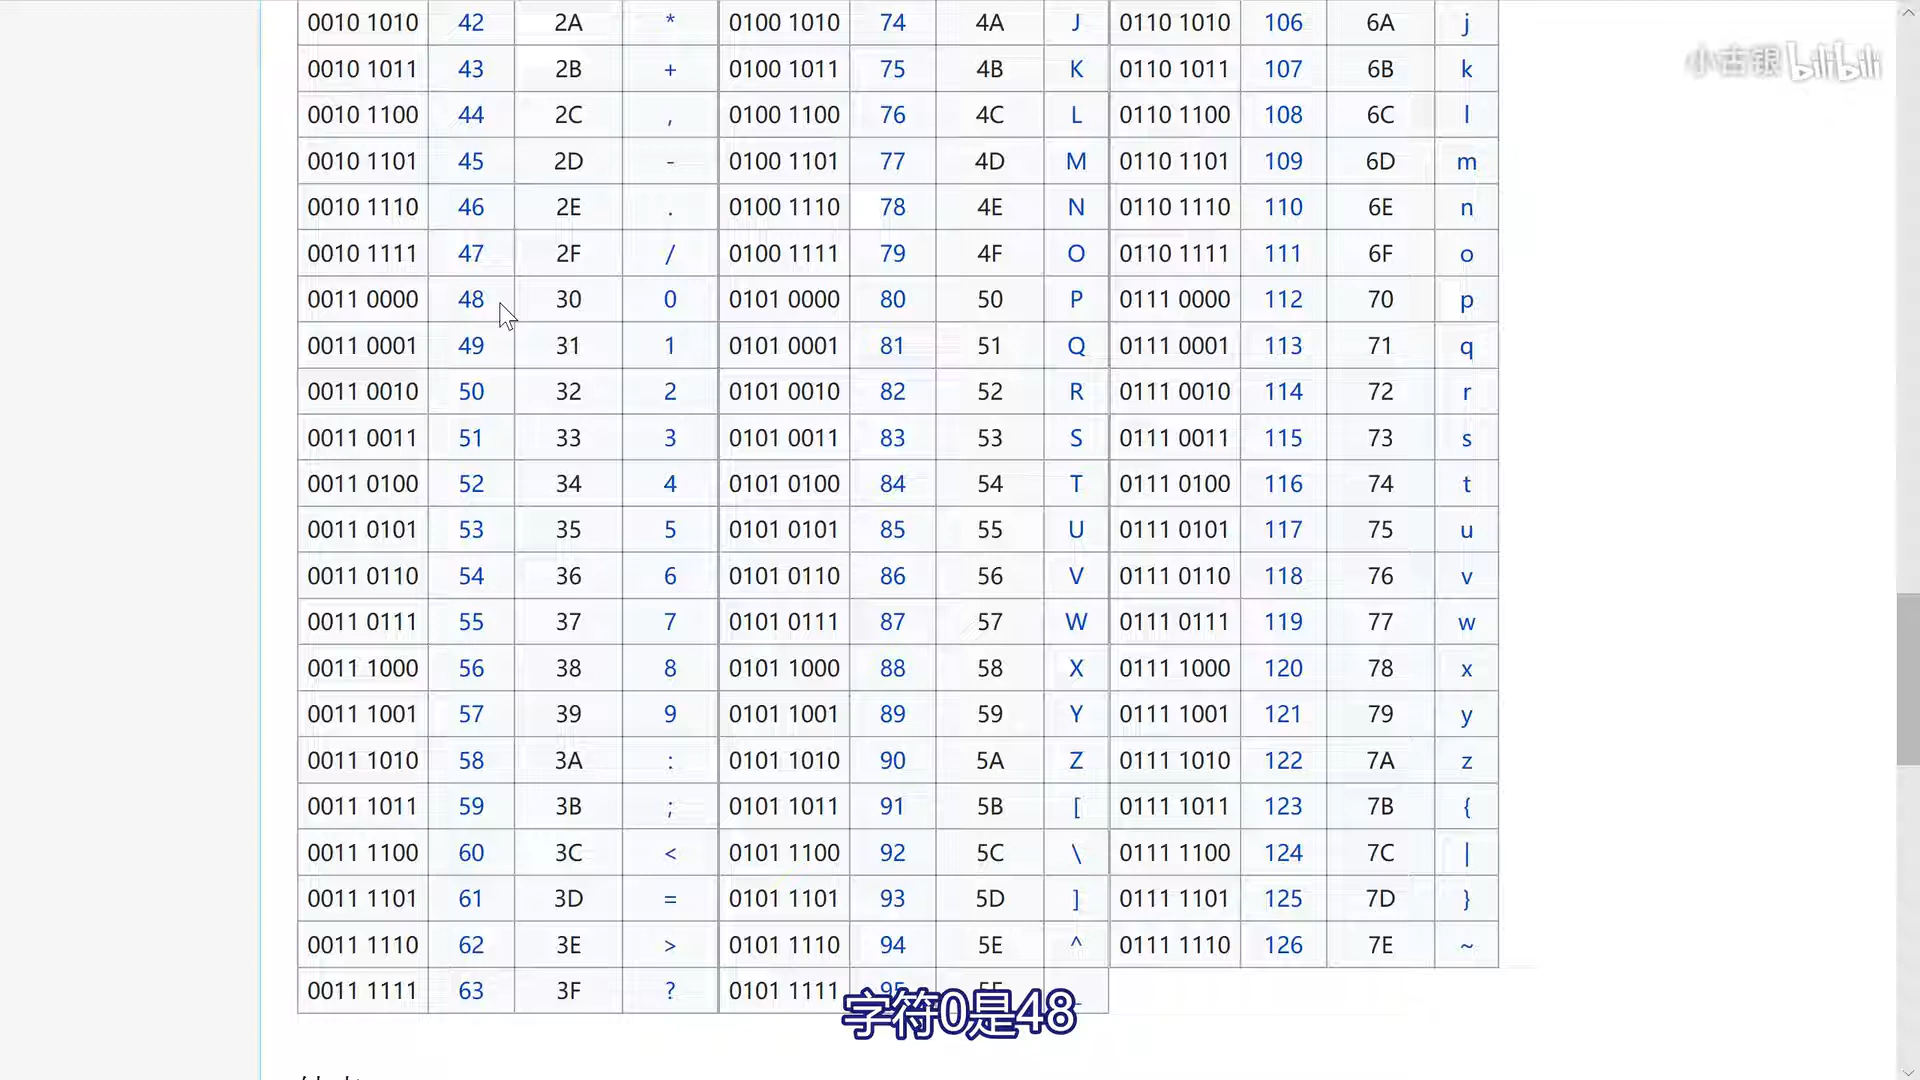 0010 1010 42 2A * 0100 1010 74 4A J 0110 1010 106 6A j
小古银 bilibili
0010 1011 43 2B + 0100 1011 75 4B K 0110 1011 107 6B k
0010 1100 44 2C , 0100 1100 76 4C L 0110 1100 108 6C l
0010 1101 45 2D - 0100 1101 77 4D M 0110 1101 109 6D m
0010 1110 46 2E . 0100 1110 78 4E N 0110 1110 110 6E n
0010 1111 47 2F / 0100 1111 79 4F O 0110 1111 111 6F o
0011 0000 48 30 0 0101 0000 80 50 P 0111 0000 112 70 p
0011 0001 49 31 1 0101 0001 81 51 Q 0111 0001 113 71 q
0011 0010 50 32 2 0101 0010 82 52 R 0111 0010 114 72 r
0011 0011 51 33 3 0101 0011 83 53 S 0111 0011 115 73 s
0011 0100 52 34 4 0101 0100 84 54 T 0111 0100 116 74 t
0011 0101 53 35 5 0101 0101 85 55 U 0111 0101 117 75 u
0011 0110 54 36 6 0101 0110 86 56 V 0111 0110 118 76 v
0011 0111 55 37 7 0101 0111 87 57 W 0111 0111 119 77 w
0011 1000 56 38 8 0101 1000 88 58 X 0111 1000 120 78 x
0011 1001 57 39 9 0101 1001 89 59 Y 0111 1001 121 79 y
0011 1010 58 3A : 0101 1010 90 5A Z 0111 1010 122 7A z
0011 1011 59 3B ; 0101 1011 91 5B [ 0111 1011 123 7B {
0011 1100 60 3C < 0101 1100 92 5C \ 0111 1100 124 7C |
0011 1101 61 3D = 0101 1101 93 5D ] 0111 1101 125 7D }
0011 1110 62 3E > 0101 1110 94 5E ^ 0111 1110 126 7E ~
0011 1111 63 3F ? 0101 1111 95 5F _
字符0是48